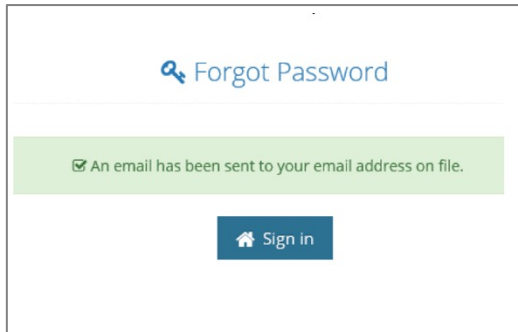 Forgot Password
An email has been sent to your email address on file.
Sign in